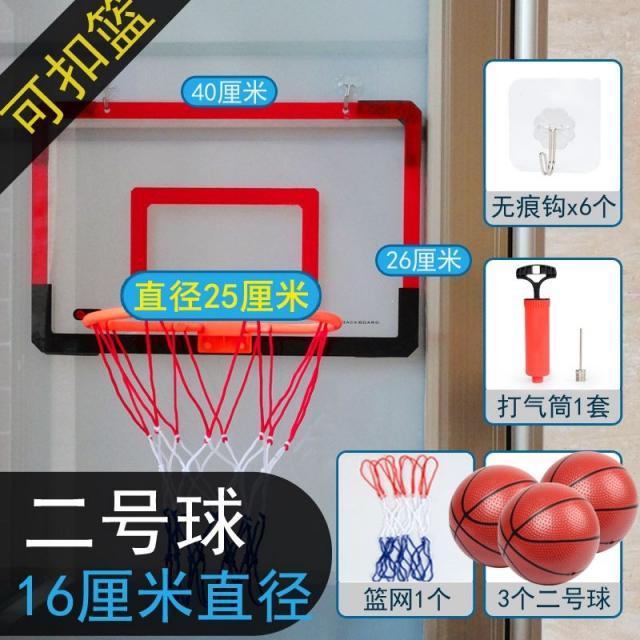 可扣篮
40厘米
26厘米
直径25厘米
BACKBOARD
无痕钩x6个
打气筒1套
二号球
16厘米直径
篮网1个
3个二号球